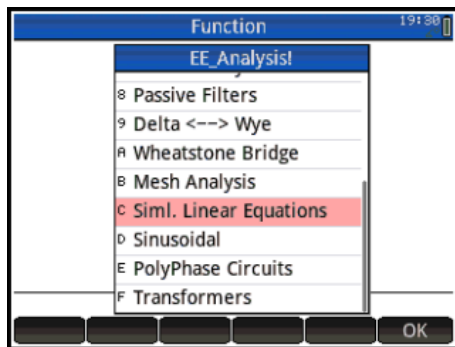 Function
19:30
EE_Analysis!
8 Passive Filters
9 Delta <--> Wye
A Wheatstone Bridge
B Mesh Analysis
C Siml. Linear Equations
D Sinusoidal
E PolyPhase Circuits
F Transformers
OK